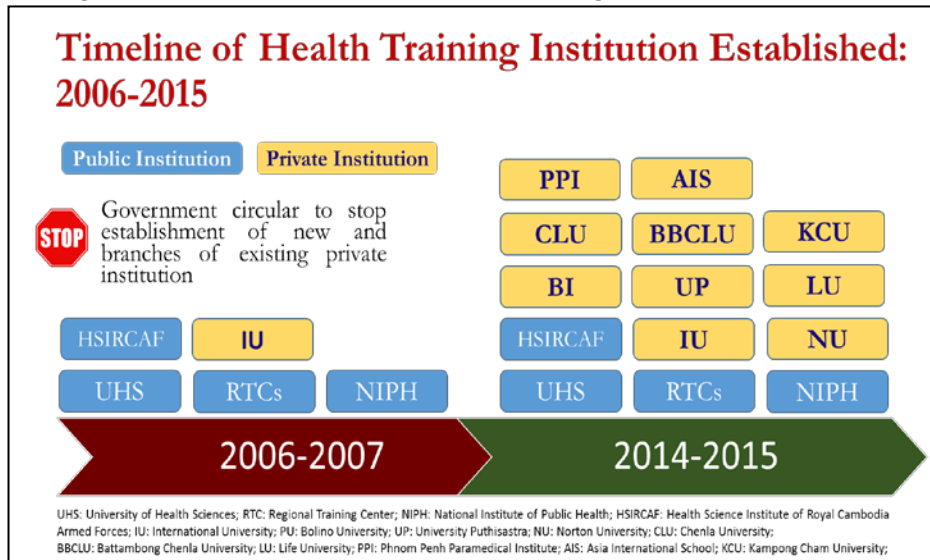 Timeline of Health Training Institution Established:
2006-2015
Public Institution
Private Institution
STOP
Government circular to stop
establishment of new and
branches of existing private
institution
HSIRCAF
IU
UHS
RTCs
NIPH
PPI
AIS
CLU
BBCLU
KCU
BI
UP
LU
HSIRCAF
IU
NU
UHS
RTCs
NIPH
2006-2007
2014-2015
UHS: University of Health Sciences; RTC: Regional Training Center; NIPH: National Institute of Public Health; HSIRCAF: Health Science Institute of Royal Cambodia
Armed Forces; IU: International University; PU: Bolino University; UP: University Puthisastra; NU: Norton University; CLU: Chenla University;
BBCLU: Battambong Chenla University; LU: Life University; PPI: Phnom Penh Paramedical Institute; AIS: Asia International School; KCU: Kampong Cham University;